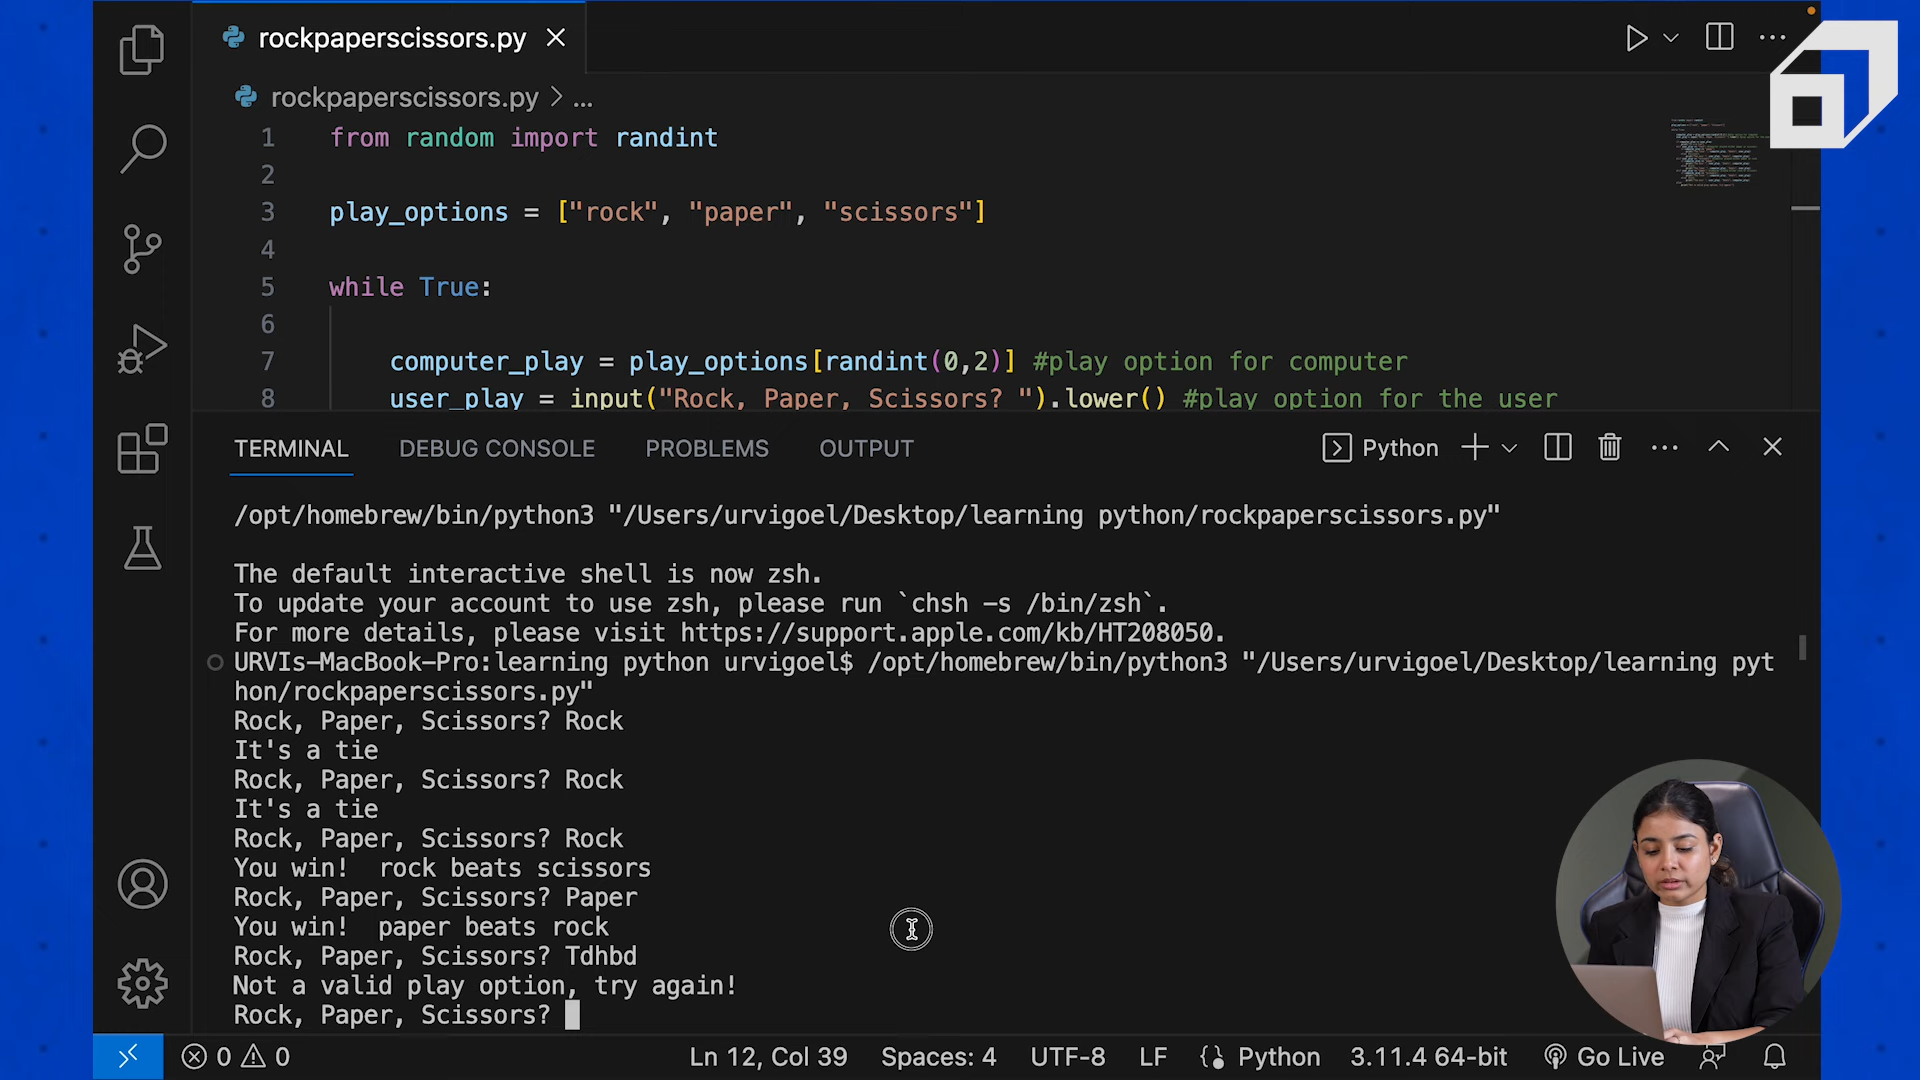 rockpaperscissors.py
rockpaperscissors.py > ...
1 from random import randint
2
3 play_options = ["rock", "paper", "scissors"]
4
5 while True:
6
7 computer_play = play_options[randint(0,2)] #play option for computer
8 user_play = input("Rock, Paper, Scissors? ").lower() #play option for the user
TERMINAL DEBUG CONSOLE PROBLEMS OUTPUT Python
/opt/homebrew/bin/python3 "/Users/urvigoel/Desktop/learning python/rockpaperscissors.py"
The default interactive shell is now zsh.
To update your account to use zsh, please run `chsh -s /bin/zsh`.
For more details, please visit https://support.apple.com/kb/HT208050.
URVIs-MacBook-Pro:learning python urvigoel$ /opt/homebrew/bin/python3 "/Users/urvigoel/Desktop/learning pyt
hon/rockpaperscissors.py"
Rock, Paper, Scissors? Rock
It's a tie
Rock, Paper, Scissors? Rock
It's a tie
Rock, Paper, Scissors? Rock
You win!  rock beats scissors
Rock, Paper, Scissors? Paper
You win!  paper beats rock
Rock, Paper, Scissors? Tdhbd
Not a valid play option, try again!
Rock, Paper, Scissors?
0 0 Ln 12, Col 39 Spaces: 4 UTF-8 LF Python 3.11.4 64-bit Go Live